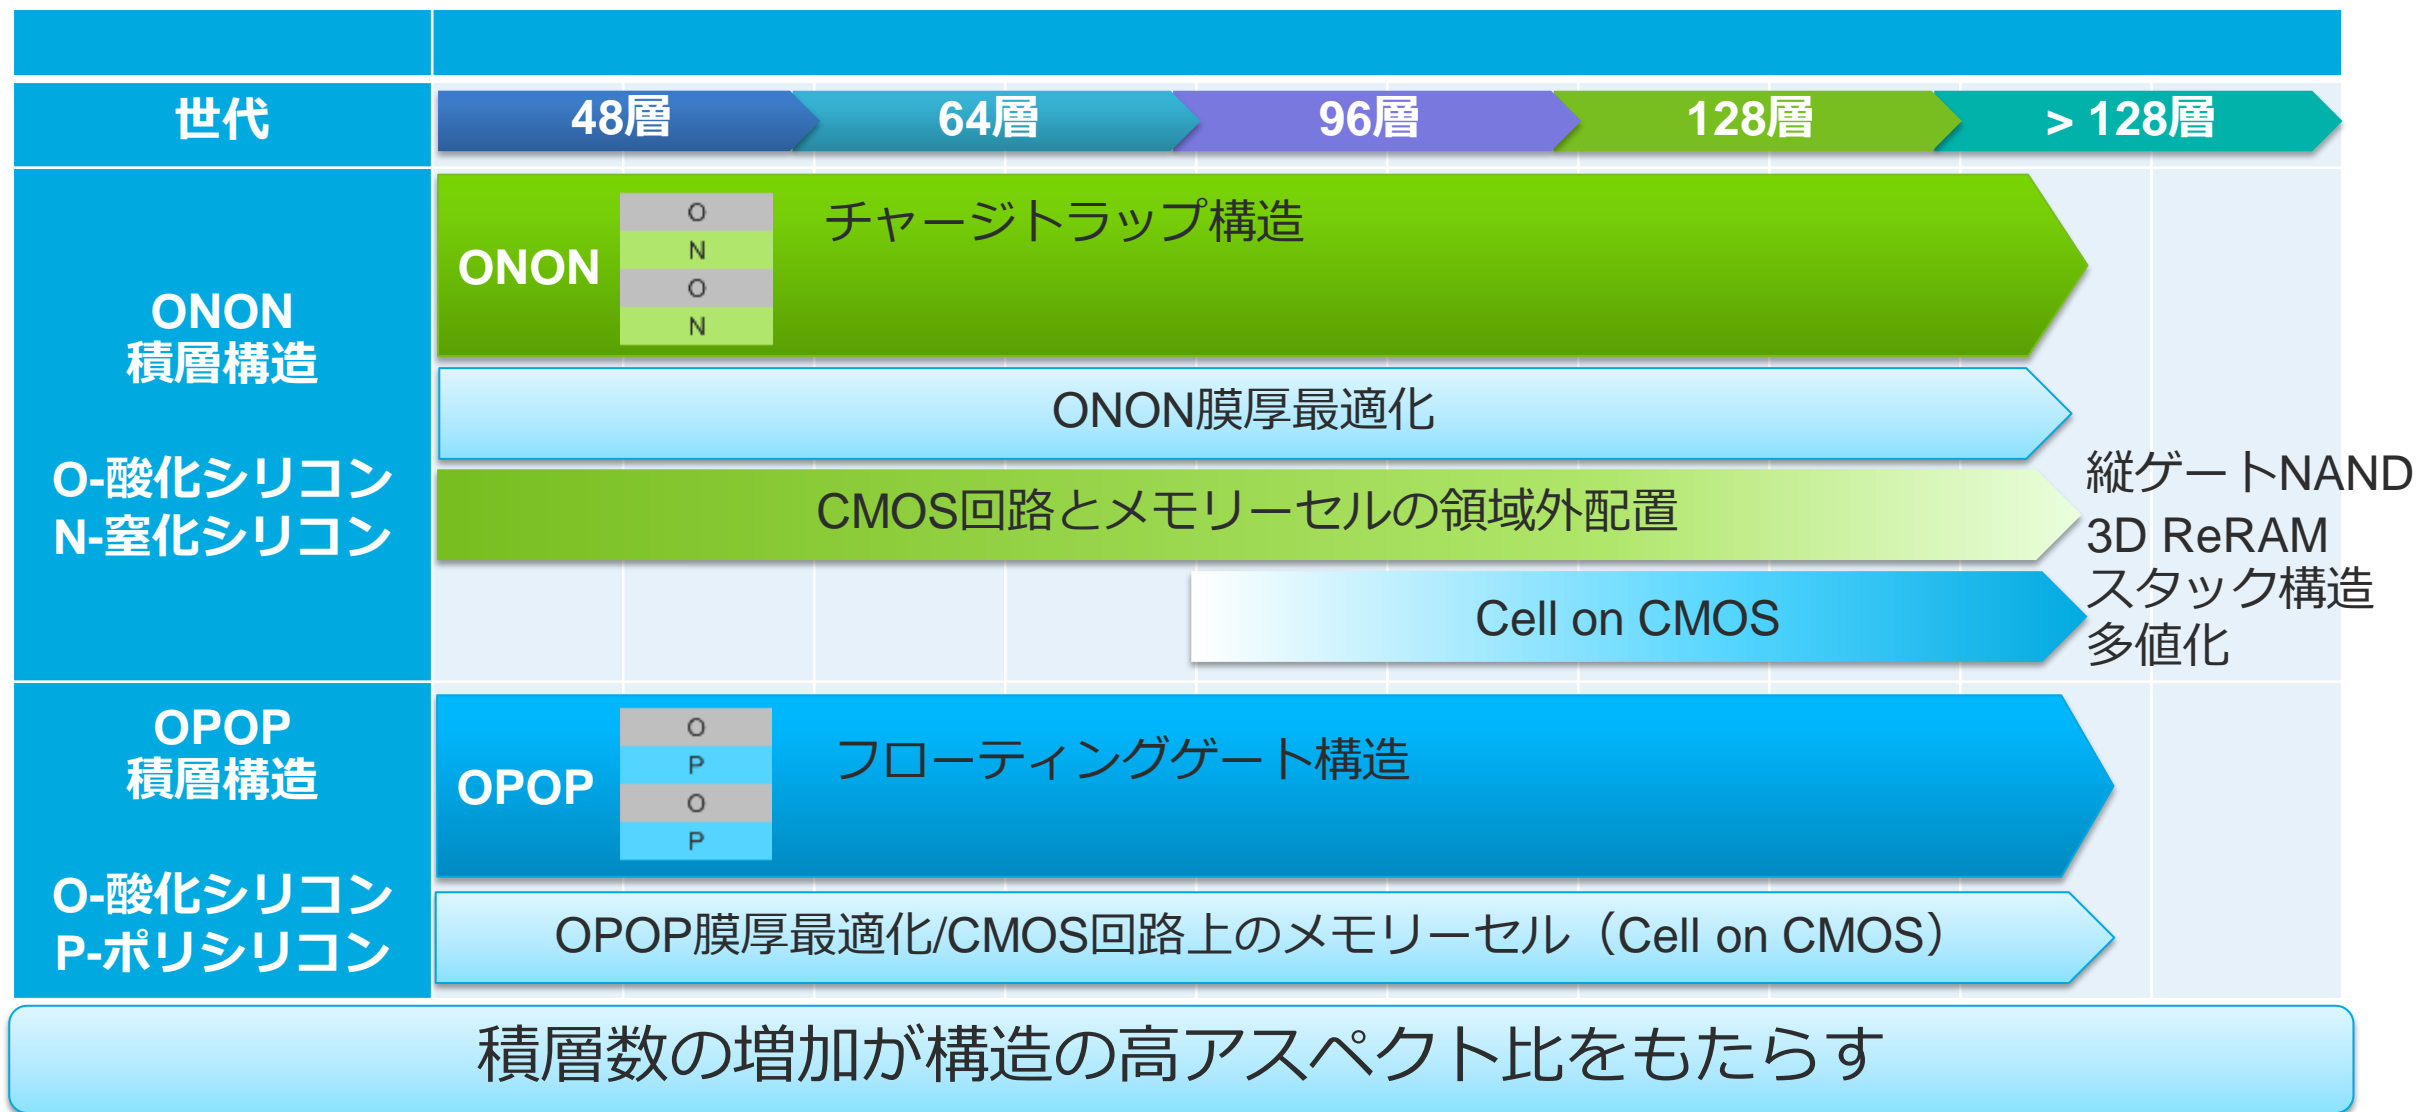 世代
48層
64層
96層
128層
> 128層
ONON
積層構造
O-酸化シリコン
N-窒化シリコン
ONON
O
N
O
N
チャージトラップ構造
ONON膜厚最適化
CMOS回路とメモリーセルの領域外配置
Cell on CMOS
縦ゲートNAND
3D ReRAM
スタック構造
多値化
OPOP
積層構造
O-酸化シリコン
P-ポリシリコン
OPOP
O
P
O
P
フローティングゲート構造
OPOP膜厚最適化/CMOS回路上のメモリーセル（Cell on CMOS）
積層数の増加が構造の高アスペクト比をもたらす